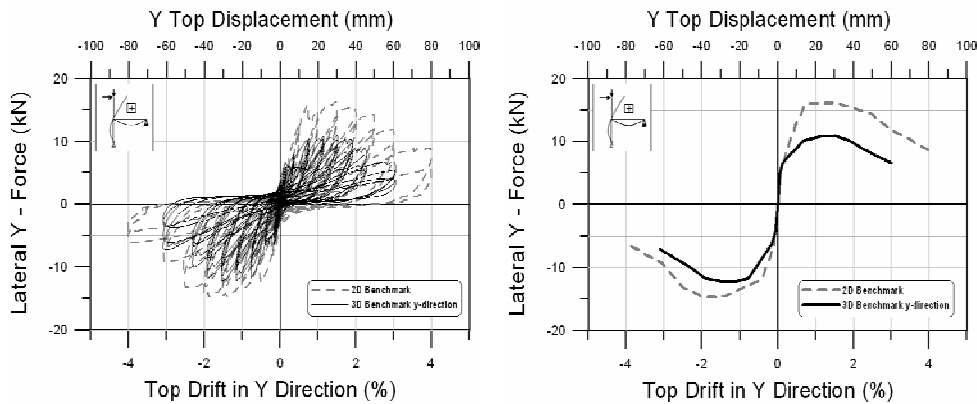 Y Top Displacement (mm)
-100 -80 -60 -40 -20 0 20 40 60 80 100
20
10
0
-10
-20
Lateral Y - Force (kN)
2D Benchmark
3D Benchmark y-direction
-4 -2 0 2 4
Top Drift in Y Direction (%)
Y Top Displacement (mm)
-100 -80 -60 -40 -20 0 20 40 60 80 100
20
10
0
-10
-20
Lateral Y - Force (kN)
2D Benchmark
3D Benchmark y-direction
-4 -2 0 2 4
Top Drift in Y Direction (%)